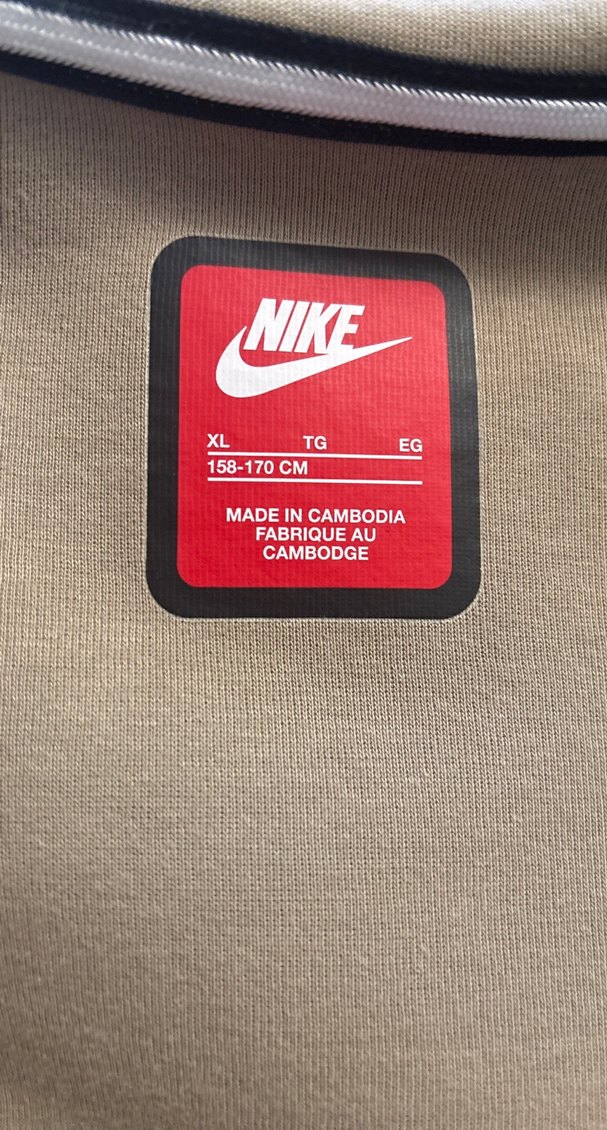 NIKE
XL TG EG
158-170 CM
MADE IN CAMBODIA
FABRIQUE AU
CAMBODGE